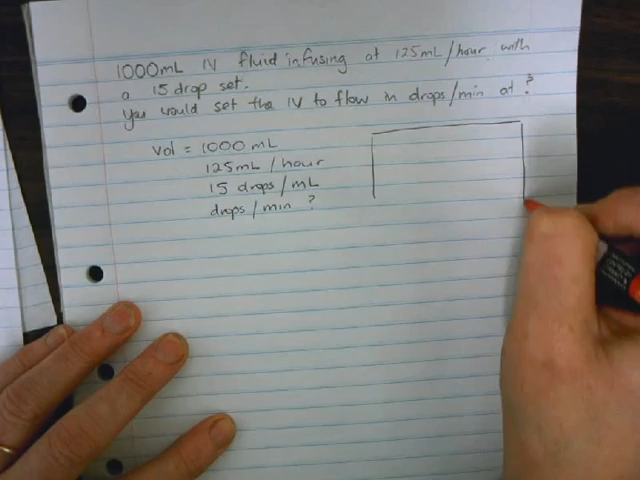 1000mL IV fluid infusing at 125mL/hour with
a 15 drop set.
You would set the IV to flow in drops/min at ?
Vol = 1000 mL
125mL / hour
15 drops / mL
drops / min ?